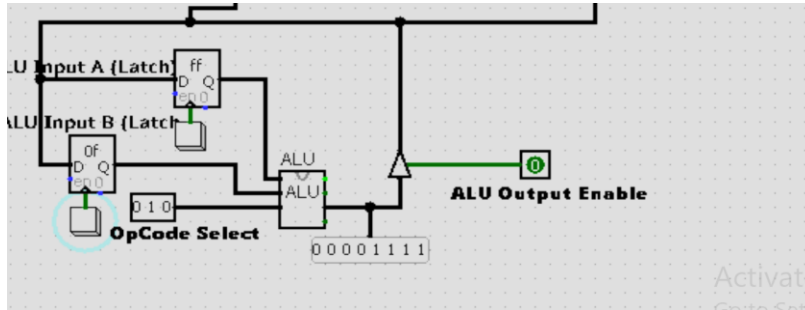 LU Input A (Latch)
ff
D Q
en 0
ALU Input B (Latch
0f
D Q
en 0
ALU
ALU
0 1 0
OpCode Select
0 0 0 0 1 1 1 1
0
ALU Output Enable
Activat